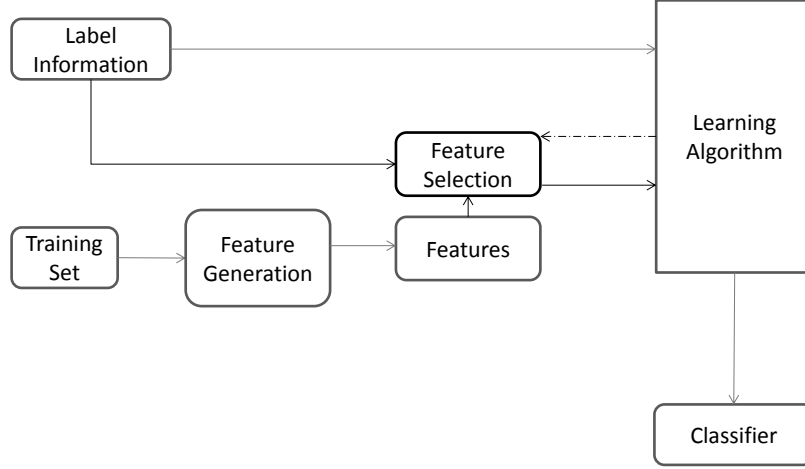 Label
Information
Learning
Algorithm
Feature
Selection
Training
Set
Feature
Generation
Features
Classifier